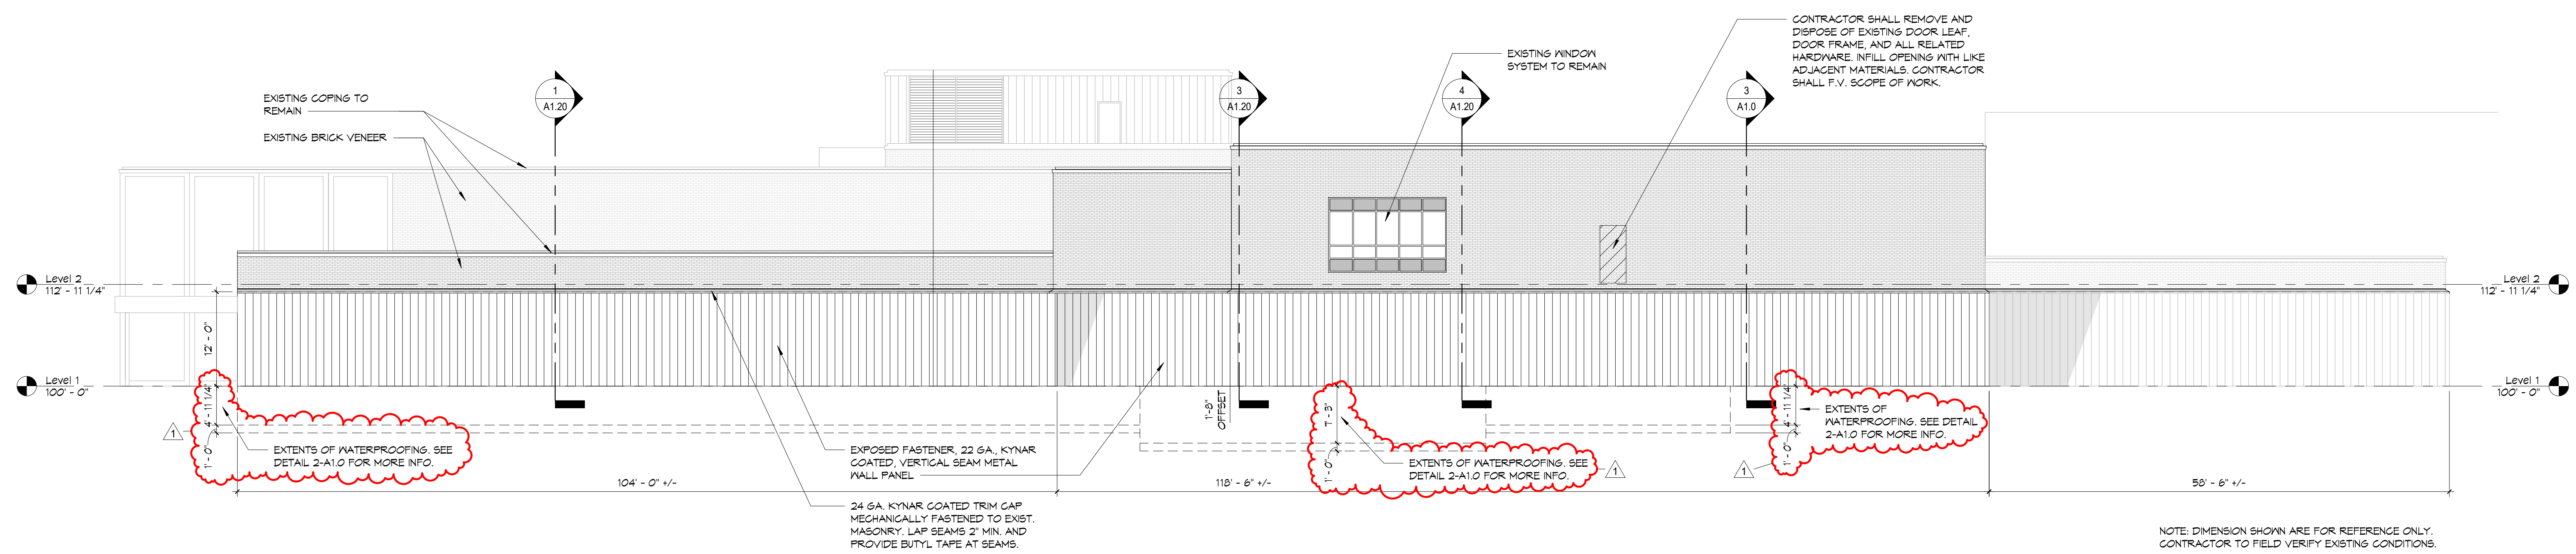 CONTRACTOR SHALL REMOVE AND
DISPOSE OF EXISTING DOOR LEAF,
DOOR FRAME, AND ALL RELATED
HARDWARE. INFILL OPENING WITH LIKE
ADJACENT MATERIALS. CONTRACTOR
SHALL F.V. SCOPE OF WORK.
EXISTING WINDOW
SYSTEM TO REMAIN
EXISTING COPING TO
REMAIN
EXISTING BRICK VENEER
1
A1.20
3
A1.20
4
A1.20
3
A1.0
Level 2
112' - 11 1/4"
Level 2
112' - 11 1/4"
12' - 0"
Level 1
100' - 0"
Level 1
100' - 0"
4' - 11 1/4"
1' - 0"
1
EXTENTS OF WATERPROOFING. SEE
DETAIL 2-A1.0 FOR MORE INFO.
EXPOSED FASTENER, 22 GA., KYNAR
COATED, VERTICAL SEAM METAL
WALL PANEL
1'-8"
OFFSET
7' - 3"
1' - 0"
EXTENTS OF WATERPROOFING. SEE
DETAIL 2-A1.0 FOR MORE INFO.
1
4' - 11 1/4"
1' - 0"
EXTENTS OF
WATERPROOFING. SEE DETAIL
2-A1.0 FOR MORE INFO.
1
104' - 0" +/-
118' - 6" +/-
58' - 6" +/-
24 GA. KYNAR COATED TRIM CAP
MECHANICALLY FASTENED TO EXIST.
MASONRY. LAP SEAMS 2" MIN. AND
PROVIDE BUTYL TAPE AT SEAMS.
NOTE: DIMENSION SHOWN ARE FOR REFERENCE ONLY.
CONTRACTOR TO FIELD VERIFY EXISTING CONDITIONS.